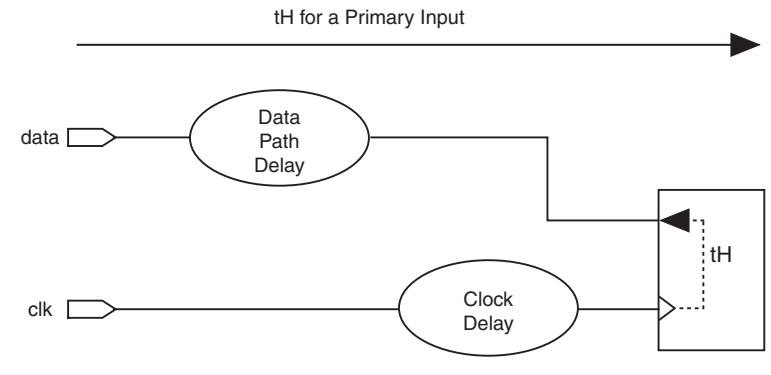 tH for a Primary Input
data
Data
Path
Delay
tH
clk
Clock
Delay